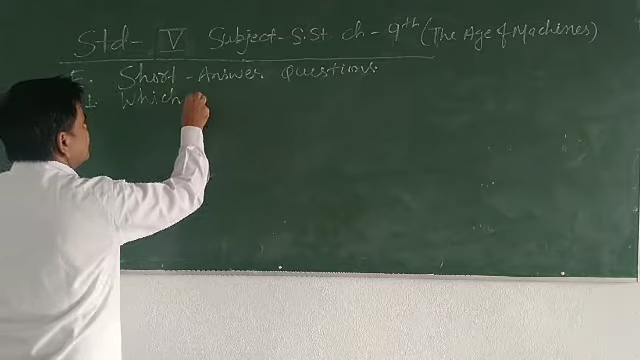 Std- V Subject- S.St. ch- 9th (The Age of Machines)
E. Short-Answer Questions
1. Which